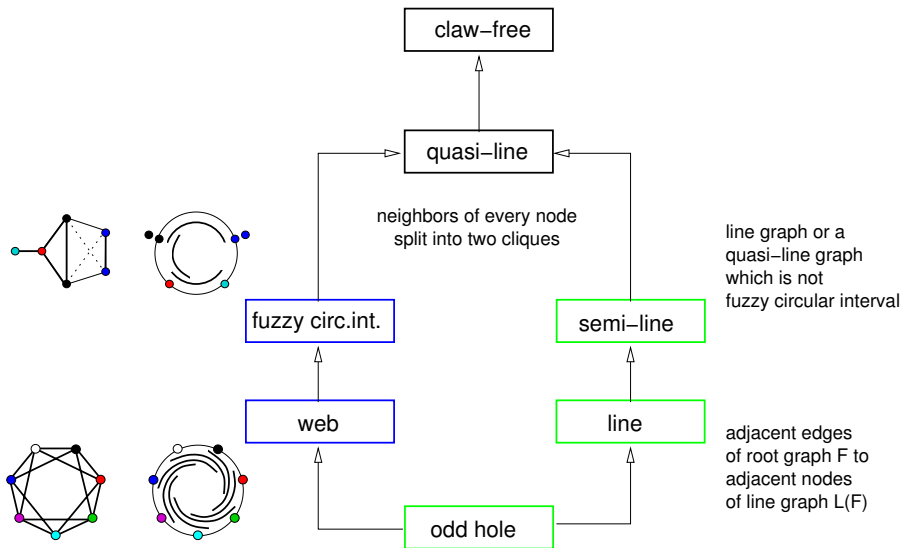 claw−free
quasi−line
neighbors of every node
split into two cliques
line graph or a
quasi−line graph
which is not
fuzzy circular interval
fuzzy circ.int.
semi−line
web
line
adjacent edges
of root graph F to
adjacent nodes
of line graph L(F)
odd hole